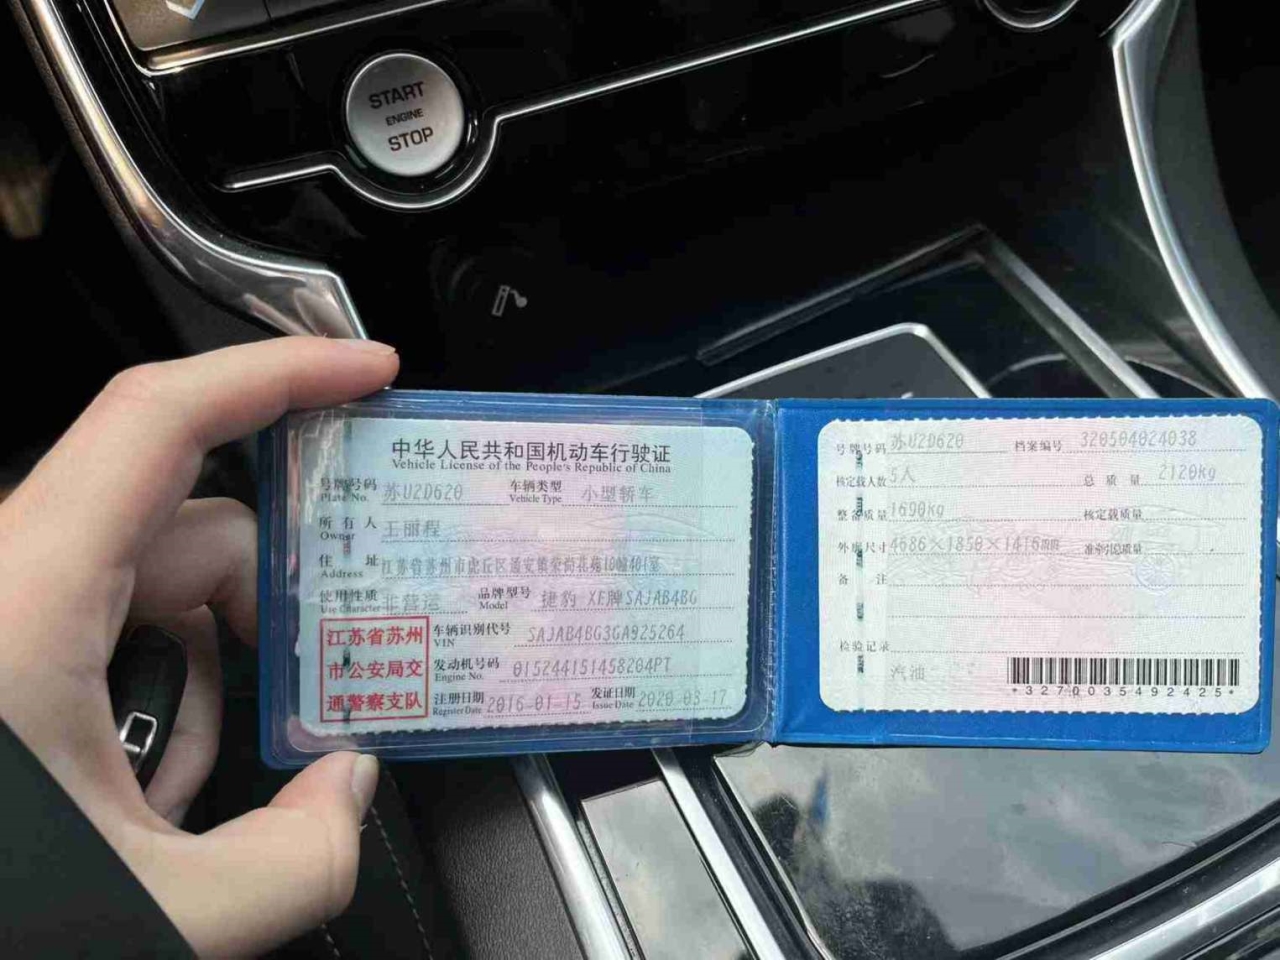 START
ENGINE
STOP
中华人民共和国机动车行驶证
Vehicle License of the People's Republic of China
号牌号码 苏U2D620 车辆类型 小型轿车
Plate No. Vehicle Type
所有人 王丽程
Owner
住址 江苏省苏州市虎丘区通安镇荣尚花苑10幢401室
Address
使用性质 非营运 品牌型号 捷豹 XE牌SAJAB4BG
Use Character Model
江苏省苏州
市公安局交
通警察支队
车辆识别代号 SAJAB4BG3GA925264
VIN
发动机号码 015244151458204PT
Engine No.
注册日期 2016-01-15 发证日期 2020-03-17
Register Date Issue Date
号牌号码 苏U2D620 档案编号 320504024038
核定载人数 5人 总质量 2120kg
整备质量 1690kg 核定载质量
外廓尺寸 4686×1850×1416mm 准牵引总质量
备注
检验记录
汽油
*3270035492425*